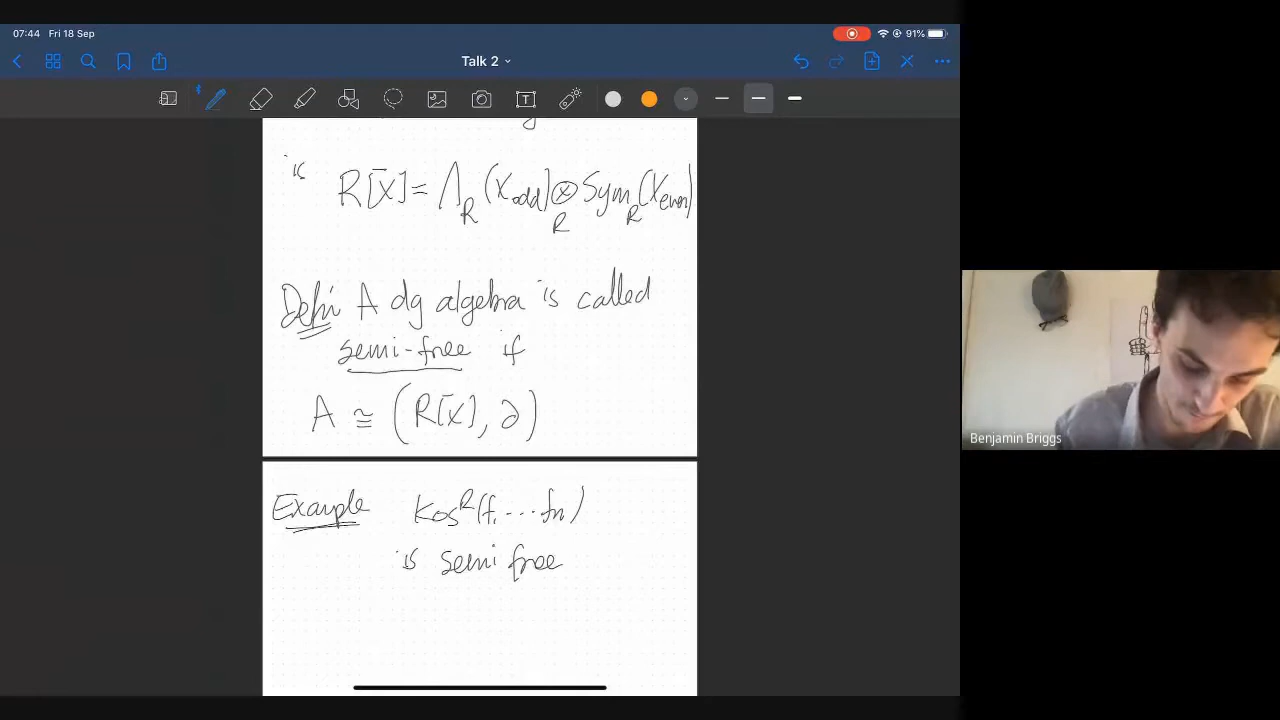 07:44 Fri 18 Sep
91%
Talk 2
is R[X] = Λ_R(X_odd) ⊗_R Sym_R(X_even)
Defn A dg algebra is called
semi-free if
A ≅ (R[X], ∂)
Example Kos^R(f_1 ... f_n)
is semi free
Benjamin Briggs